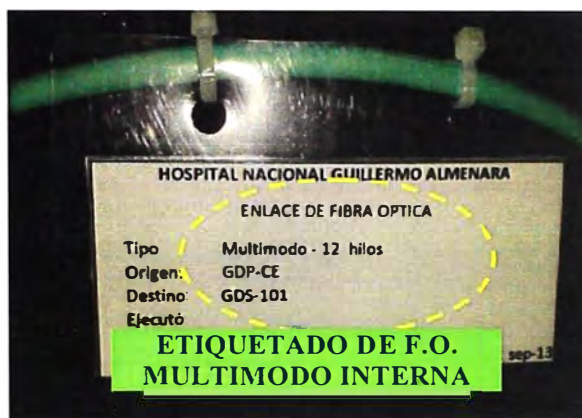 HOSPITAL NACIONAL GUILLERMO ALMENARA
ENLACE DE FIBRA OPTICA
Tipo Multimodo - 12 hilos
Origen: GDP-CE
Destino: GDS-101
Ejecutó
sep-13
ETIQUETADO DE F.O.
MULTIMODO INTERNA